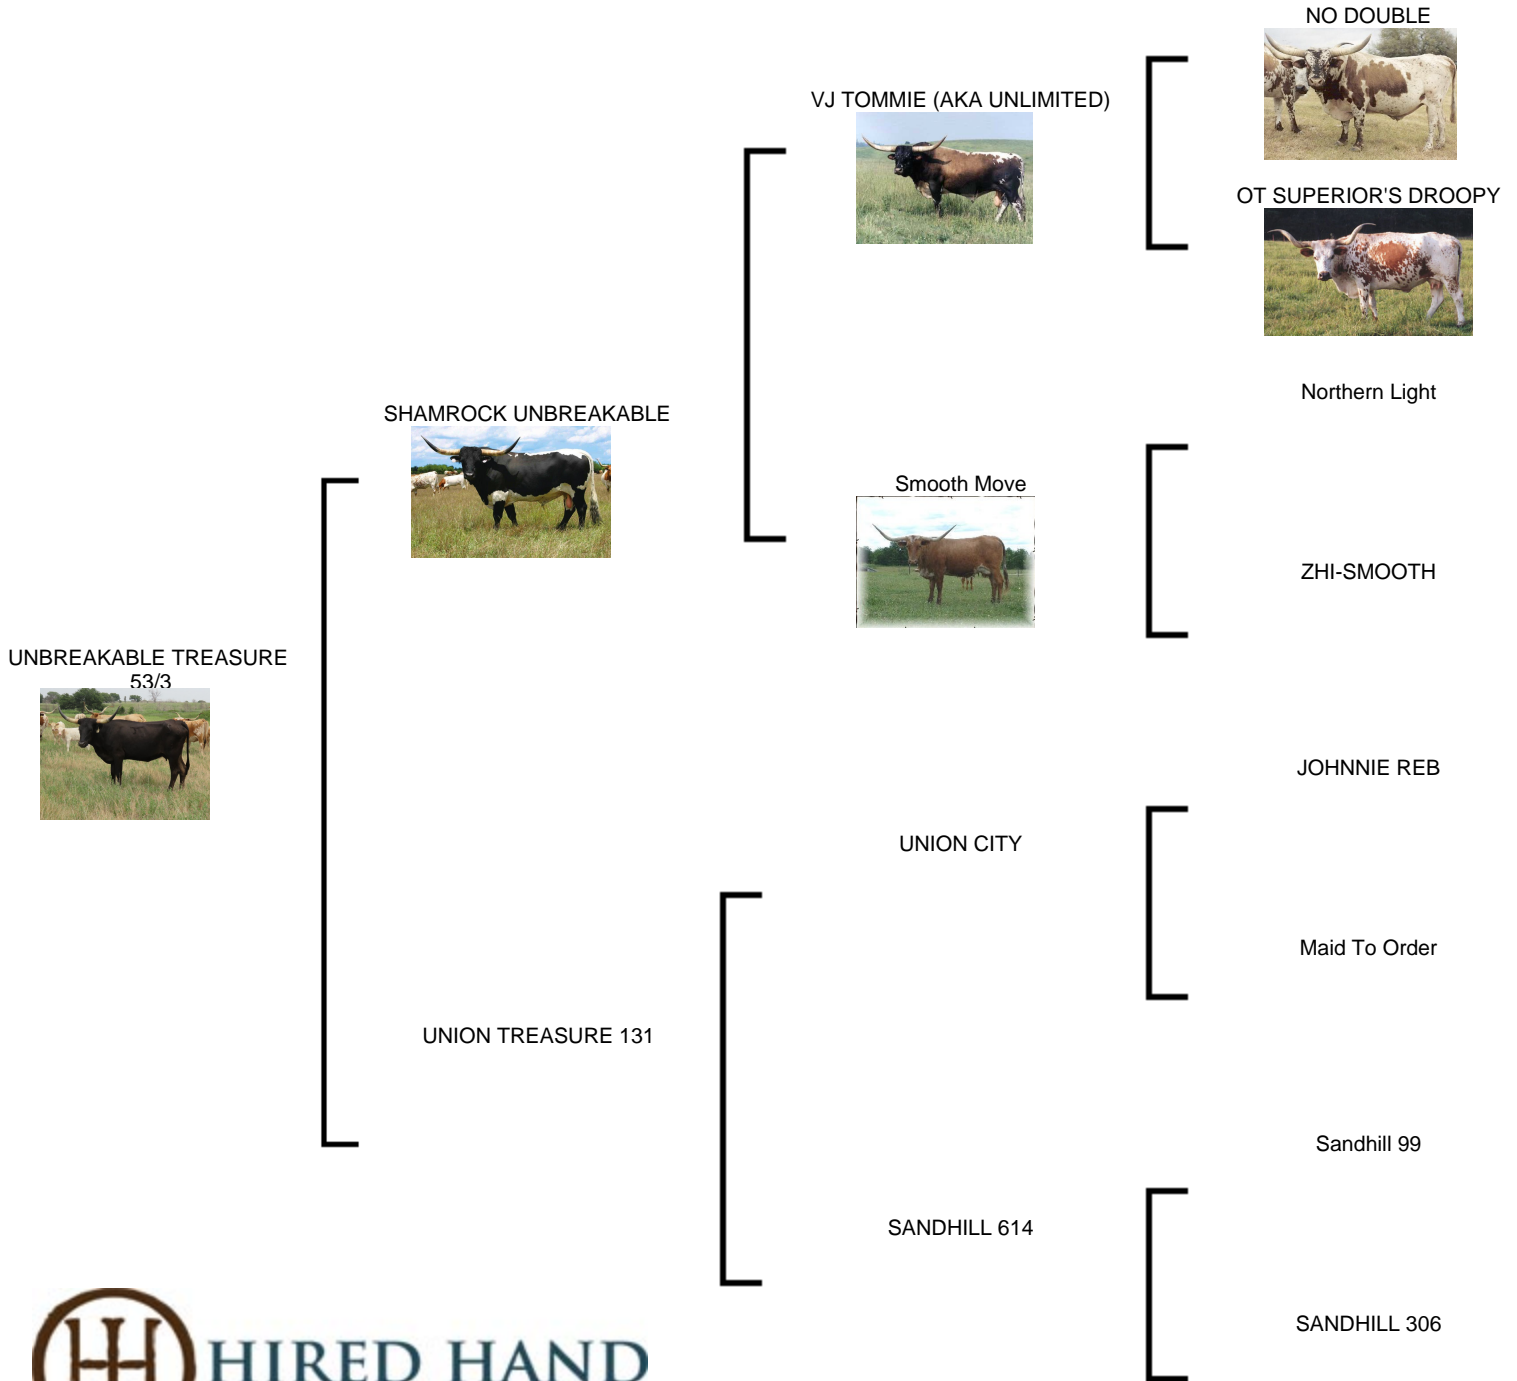 NO DOUBLE
VJ TOMMIE (AKA UNLIMITED)
OT SUPERIOR'S DROOPY
Northern Light
SHAMROCK UNBREAKABLE
Smooth Move
ZHI-SMOOTH
UNBREAKABLE TREASURE
53/3
JOHNNIE REB
UNION CITY
Maid To Order
UNION TREASURE 131
Sandhill 99
SANDHILL 614
SANDHILL 306
HIRED HAND